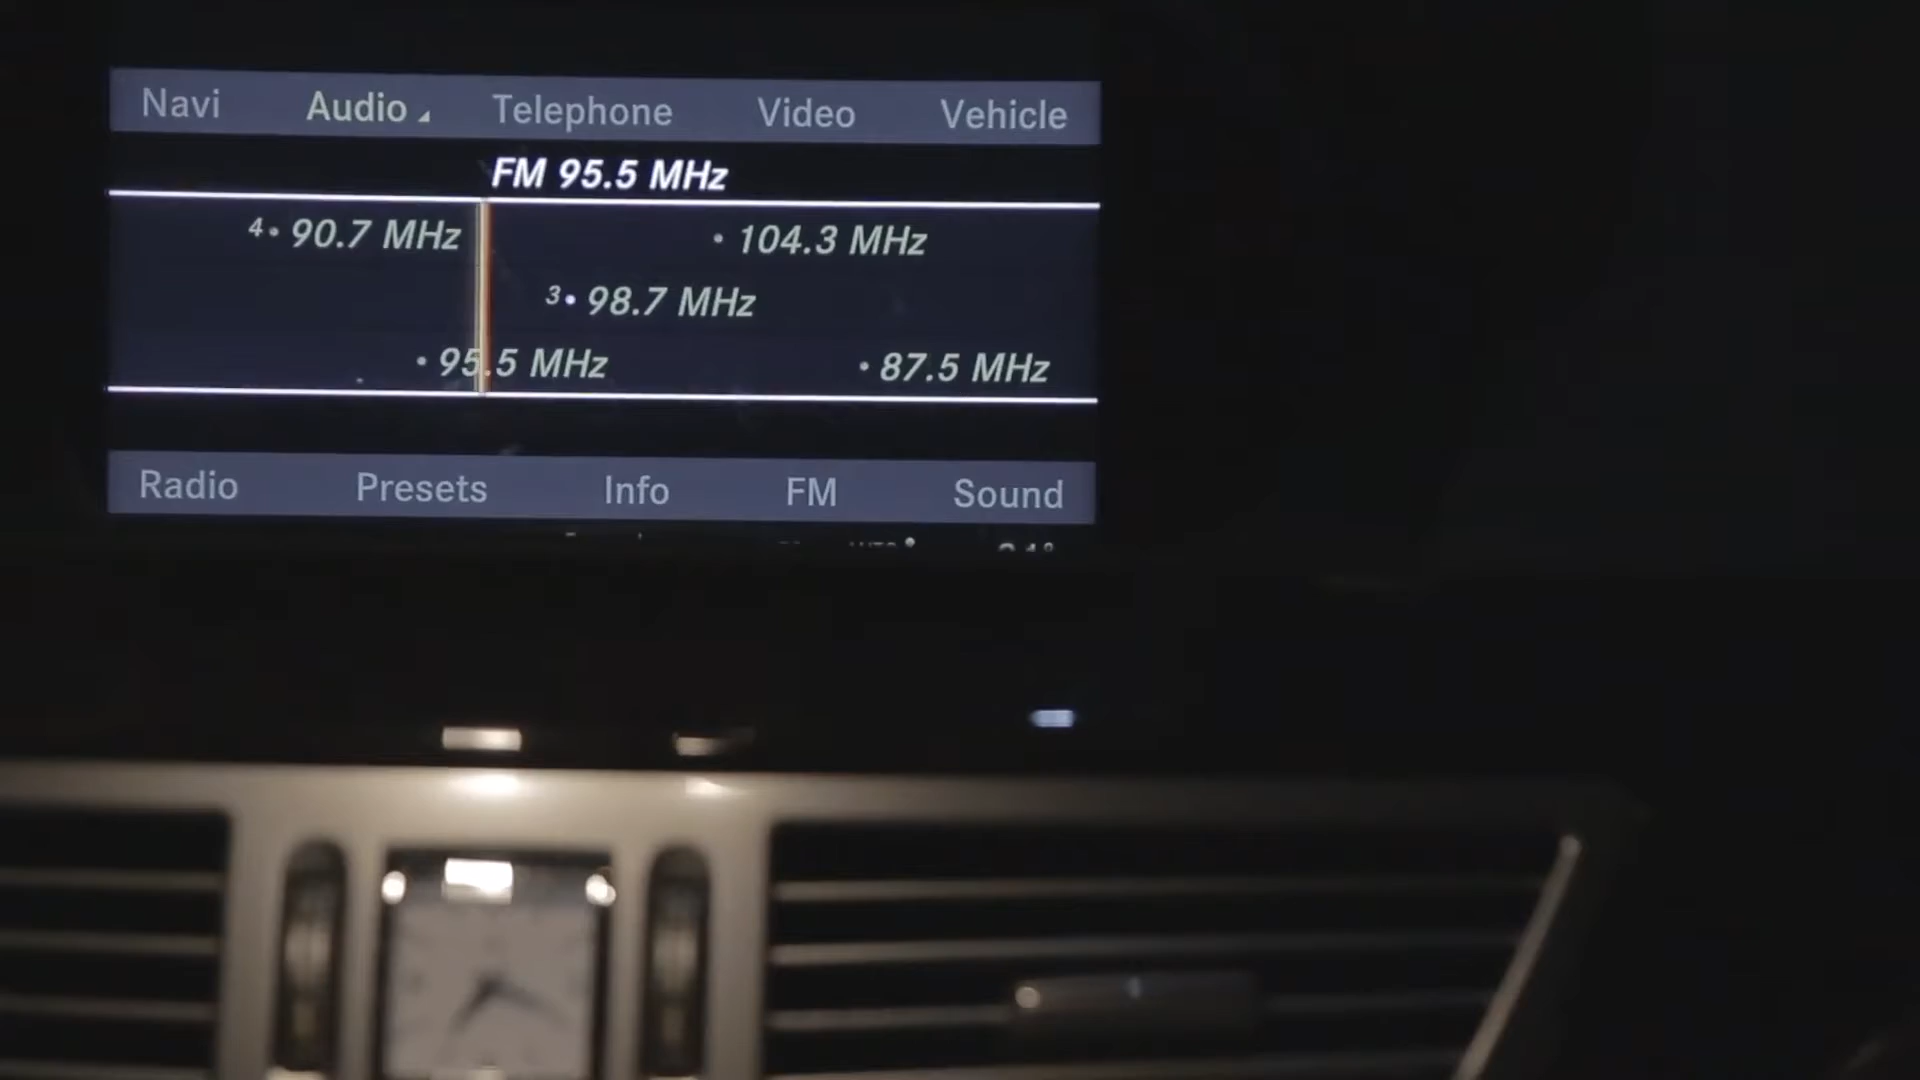 Navi Audio Telephone Video Vehicle
FM 95.5 MHz
4• 90.7 MHz • 104.3 MHz
3• 98.7 MHz
• 95.5 MHz • 87.5 MHz
Radio Presets Info FM Sound